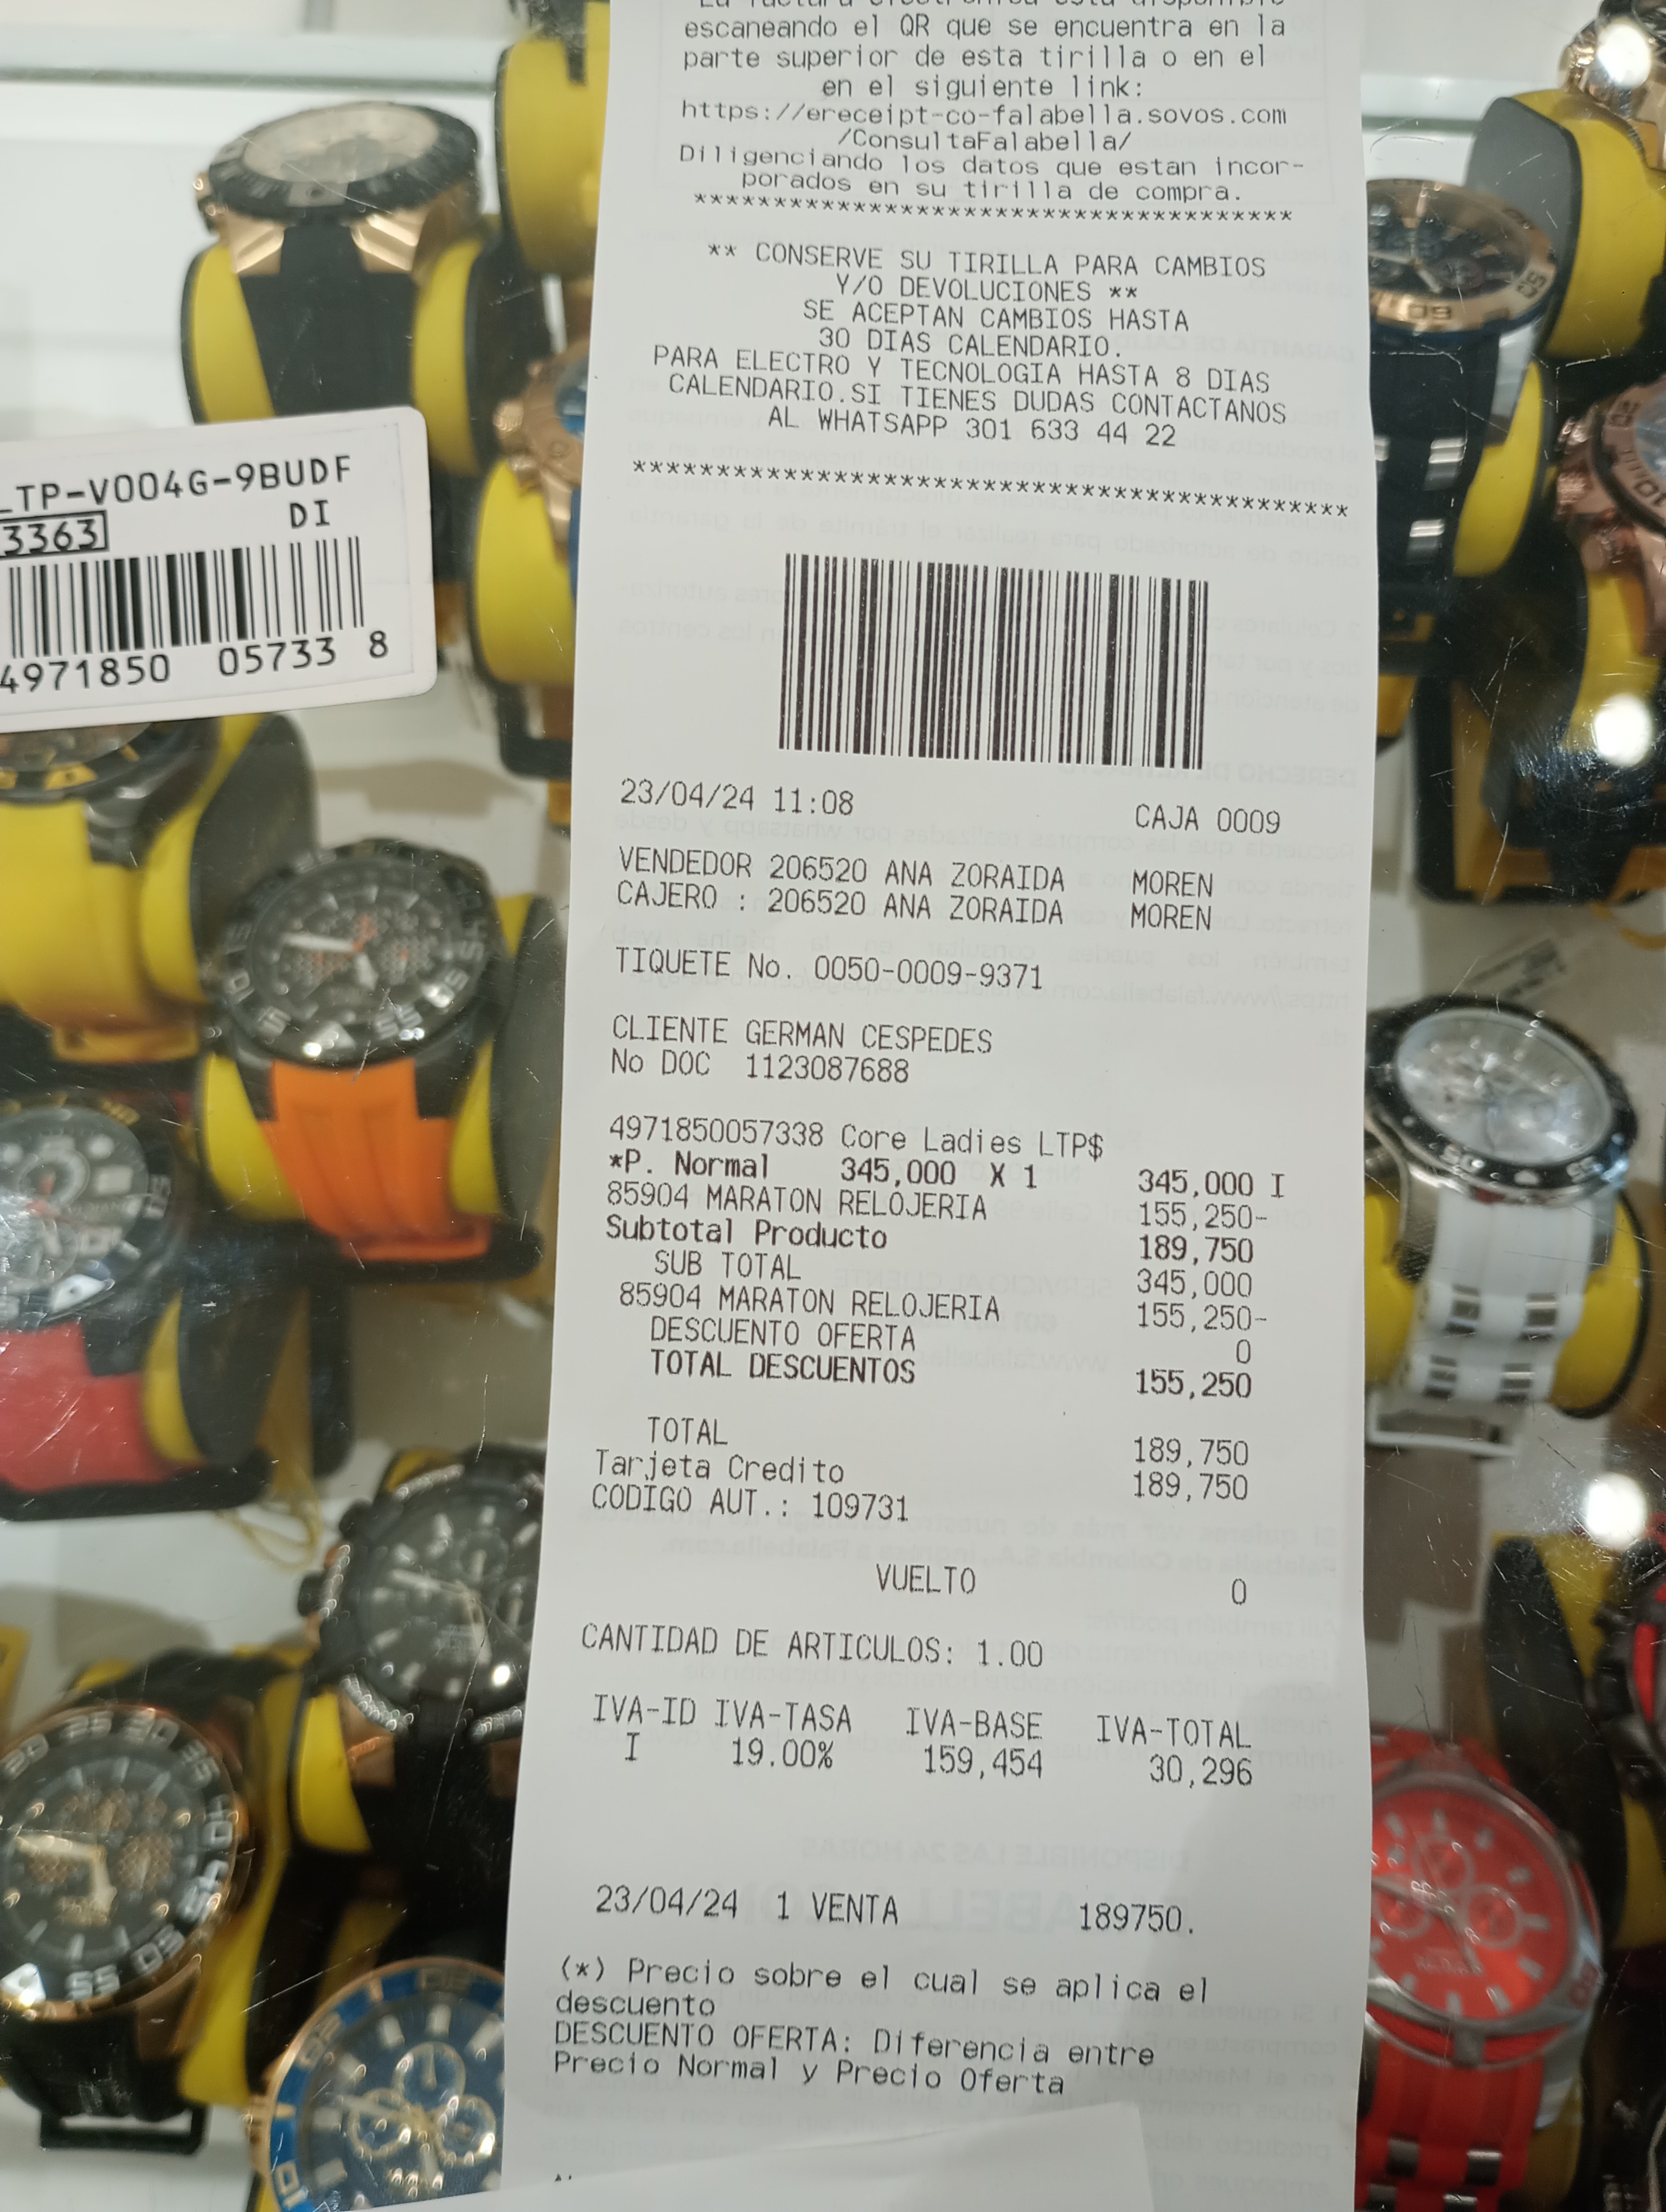 escaneando el QR que se encuentra en la
parte superior de esta tirilla o en el
en el siguiente link:
https://ereceipt-co-falabella.sovos.com
/ConsultaFalabella/
Diligenciando los datos que estan incor-
porados en su tirilla de compra.
**************************************
** CONSERVE SU TIRILLA PARA CAMBIOS
Y/O DEVOLUCIONES **
SE ACEPTAN CAMBIOS HASTA
30 DIAS CALENDARIO.
PARA ELECTRO Y TECNOLOGIA HASTA 8 DIAS
CALENDARIO.SI TIENES DUDAS CONTACTANOS
AL WHATSAPP 301 633 44 22
********************************************
LTP-V004G-9BUDF
3363 DI
4971850 05733 8
23/04/24 11:08 CAJA 0009
VENDEDOR 206520 ANA ZORAIDA MOREN
CAJERO : 206520 ANA ZORAIDA MOREN
TIQUETE No. 0050-0009-9371
CLIENTE GERMAN CESPEDES
No DOC 1123087688
4971850057338 Core Ladies LTP$
*P. Normal 345,000 X 1 345,000 I
85904 MARATON RELOJERIA 155,250-
Subtotal Producto 189,750
SUB TOTAL 345,000
85904 MARATON RELOJERIA 155,250-
DESCUENTO OFERTA 0
TOTAL DESCUENTOS 155,250
TOTAL 189,750
Tarjeta Credito 189,750
CODIGO AUT.: 109731
VUELTO 0
CANTIDAD DE ARTICULOS: 1.00
IVA-ID IVA-TASA IVA-BASE IVA-TOTAL
I 19.00% 159,454 30,296
23/04/24 1 VENTA 189750.
(*) Precio sobre el cual se aplica el
descuento
DESCUENTO OFERTA: Diferencia entre
Precio Normal y Precio Oferta